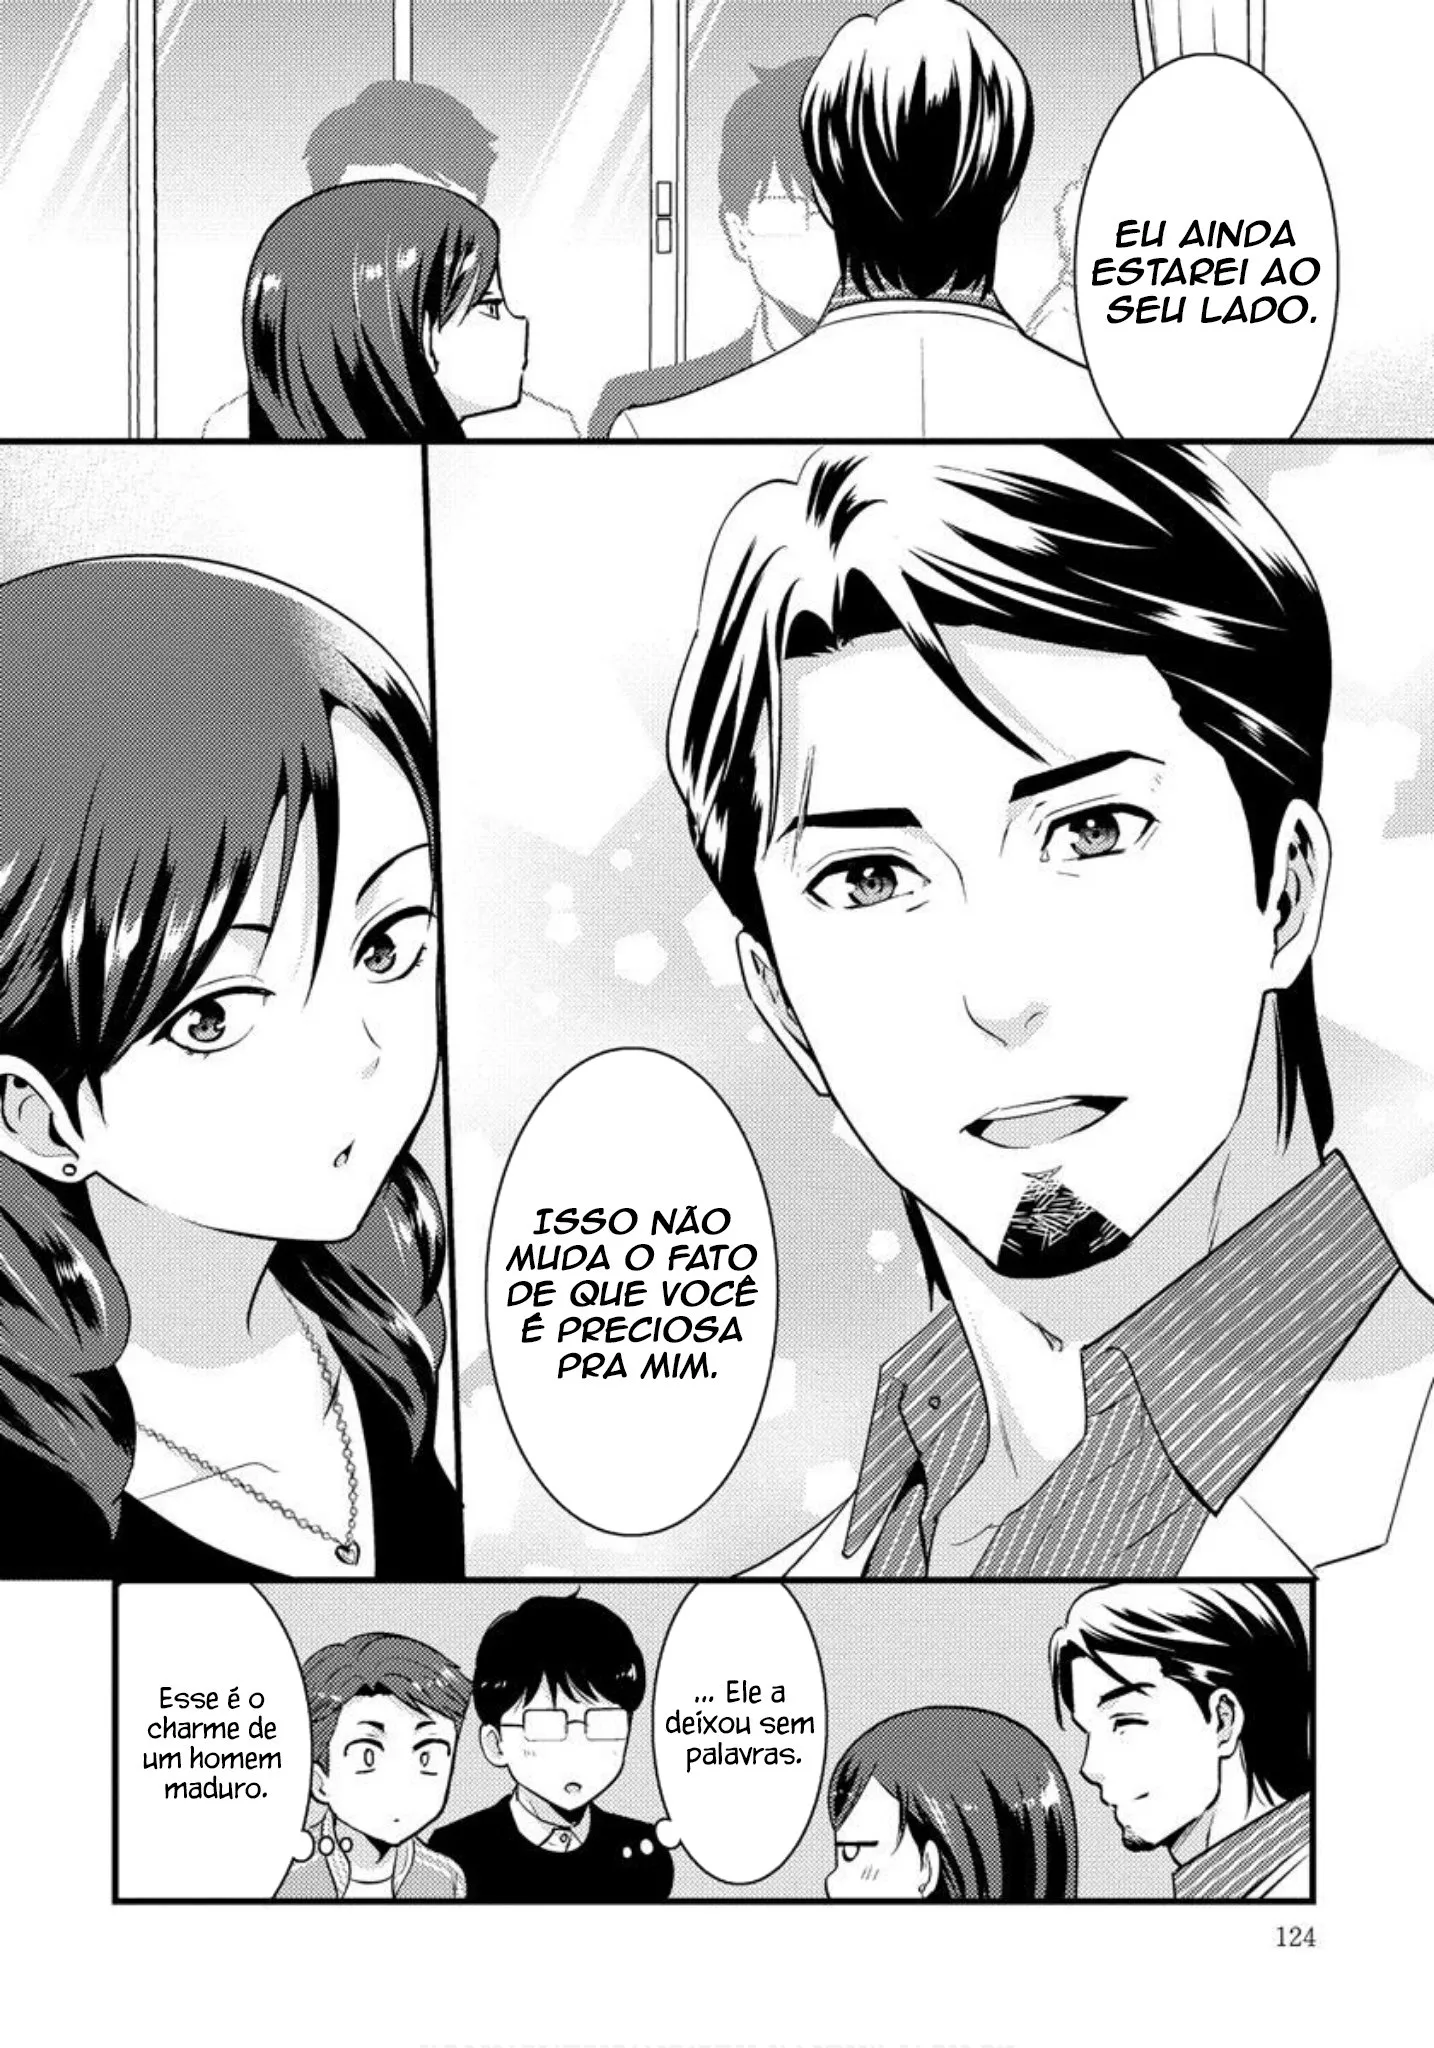 EU AINDA
ESTAREI AO
SEU LADO.
ISSO NÃO
MUDA O FATO
DE QUE VOCÊ
É PRECIOSA
PRA MIM.
... Ele a
deixou sem
palavras.
Esse é o
charme de
um homem
maduro.
124